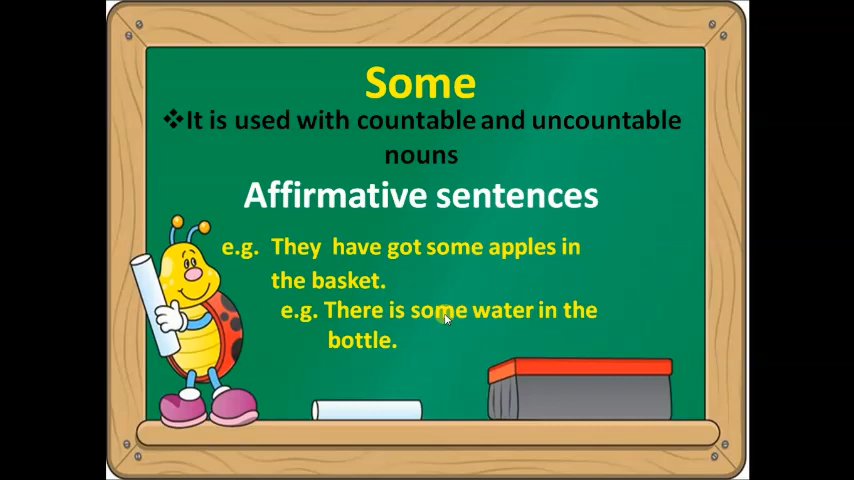 Some
❖It is used with countable and uncountable
nouns
Affirmative sentences
e.g. They have got some apples in
the basket.
e.g. There is some water in the
bottle.